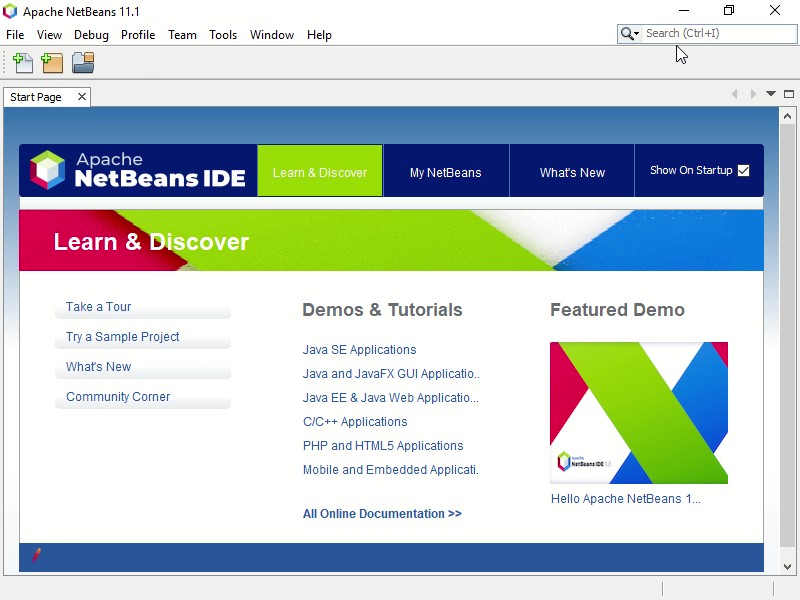 Apache NetBeans 11.1
File View Debug Profile Team Tools Window Help
Search (Ctrl+I)
Start Page
Apache
NetBeans IDE
Learn & Discover
My NetBeans
What's New
Show On Startup
Learn & Discover
Take a Tour
Try a Sample Project
What's New
Community Corner
Demos & Tutorials
Java SE Applications
Java and JavaFX GUI Applicatio..
Java EE & Java Web Applicatio...
C/C++ Applications
PHP and HTML5 Applications
Mobile and Embedded Applicati.
All Online Documentation >>
Featured Demo
Apache
NetBeans IDE
Hello Apache NetBeans 1...